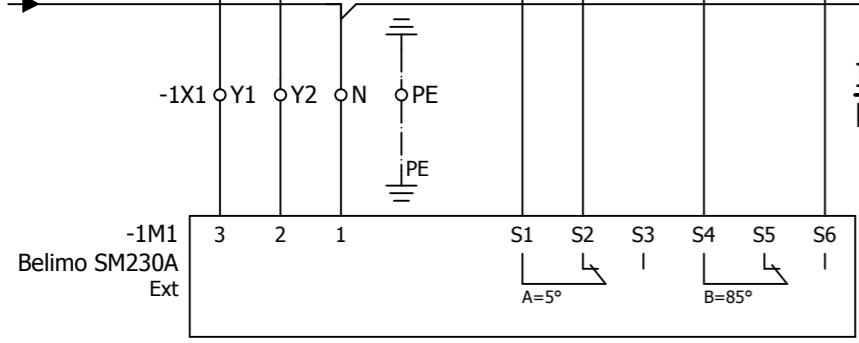 -1X1 Y1 Y2 N PE
PE
-1M1 3 2 1 S1 S2 S3 S4 S5 S6
Belimo SM230A
Ext
A=5° B=85°